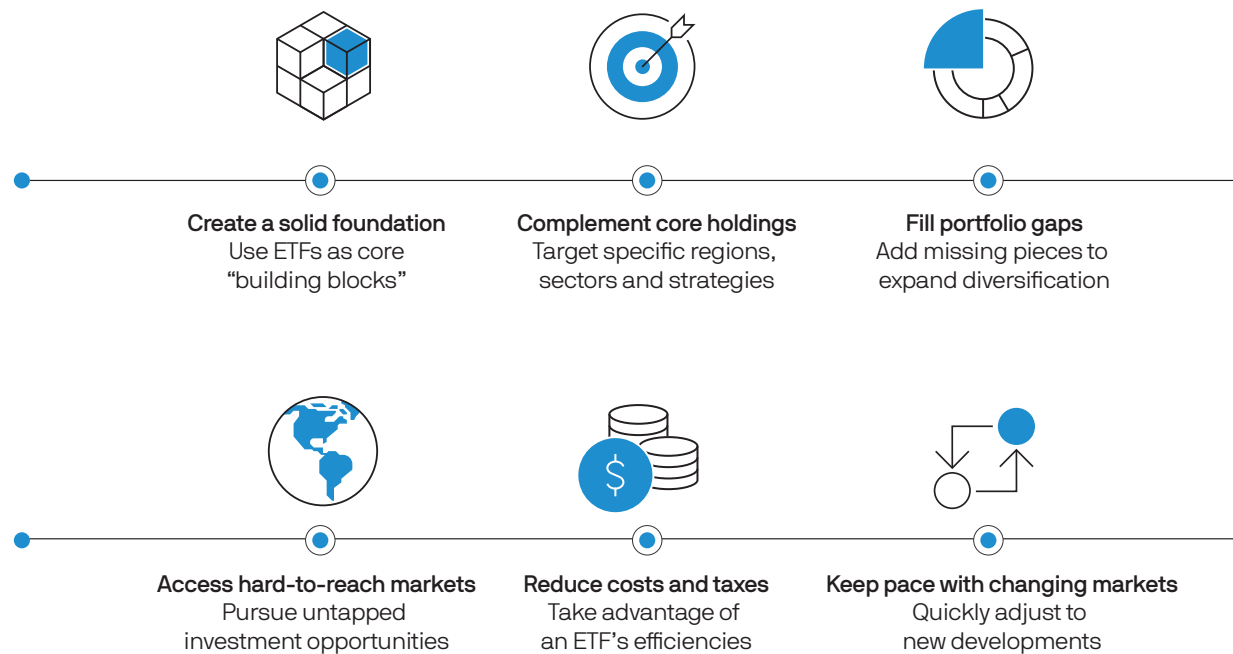 Create a solid foundation
Use ETFs as core
“building blocks”
Complement core holdings
Target specific regions,
sectors and strategies
Fill portfolio gaps
Add missing pieces to
expand diversification
$
Access hard-to-reach markets
Pursue untapped
investment opportunities
Reduce costs and taxes
Take advantage of
an ETF’s efficiencies
Keep pace with changing markets
Quickly adjust to
new developments